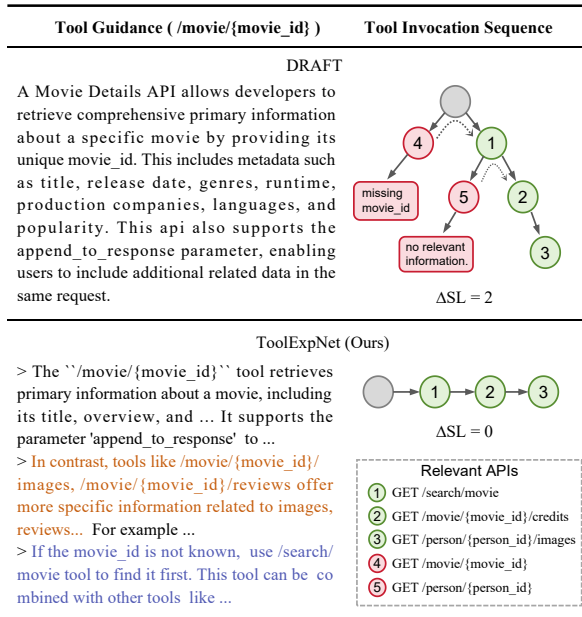 Tool Guidance ( /movie/{movie_id} )
Tool Invocation Sequence
DRAFT
A Movie Details API allows developers to
retrieve comprehensive primary information
about a specific movie by providing its
unique movie_id. This includes metadata such
as title, release date, genres, runtime,
production companies, languages, and
popularity. This api also supports the
append_to_response parameter, enabling
users to include additional related data in the
same request.
4
1
missing
movie_id
5
2
no relevant
information.
3
ΔSL = 2
ToolExpNet (Ours)
> The ``/movie/{movie_id}`` tool retrieves
primary information about a movie, including
its title, overview, and ... It supports the
parameter 'append_to_response' to ...
> In contrast, tools like /movie/{movie_id}/
images, /movie/{movie_id}/reviews offer
more specific information related to images,
reviews... For example ...
> If the movie_id is not known, use /search/
movie tool to find it first. This tool can be co
mbined with other tools like ...
1 2 3
ΔSL = 0
Relevant APIs
1 GET /search/movie
2 GET /movie/{movie_id}/credits
3 GET /person/{person_id}/images
4 GET /movie/{movie_id}
5 GET /person/{person_id}